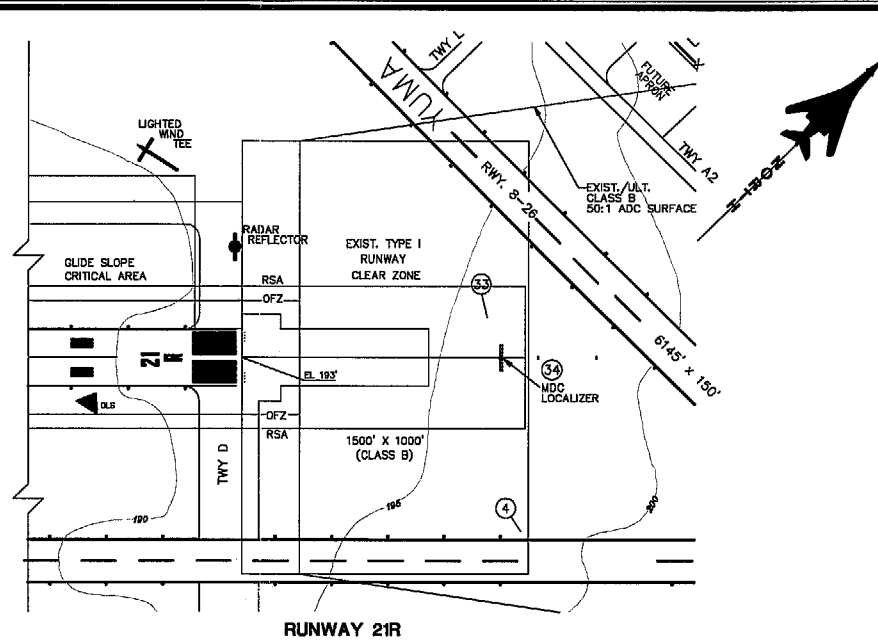 TWY L
YUMA
FUTURE
APRON
LIGHTED
WIND
TEE
TWY A2
NORTH
EXIST./ULT.
CLASS B
50:1 ADC SURFACE
RWY. 8-26
RADAR
REFLECTOR
EXIST. TYPE I
RUNWAY
CLEAR ZONE
GLIDE SLOPE
CRITICAL AREA
RSA
OFZ
33
6145' x 150'
21
EL 193'
34
MDC
LOCALIZER
OLS
OFZ
RSA
1500' X 1000'
(CLASS B)
TWY D
4
190
195
200
RUNWAY 21R